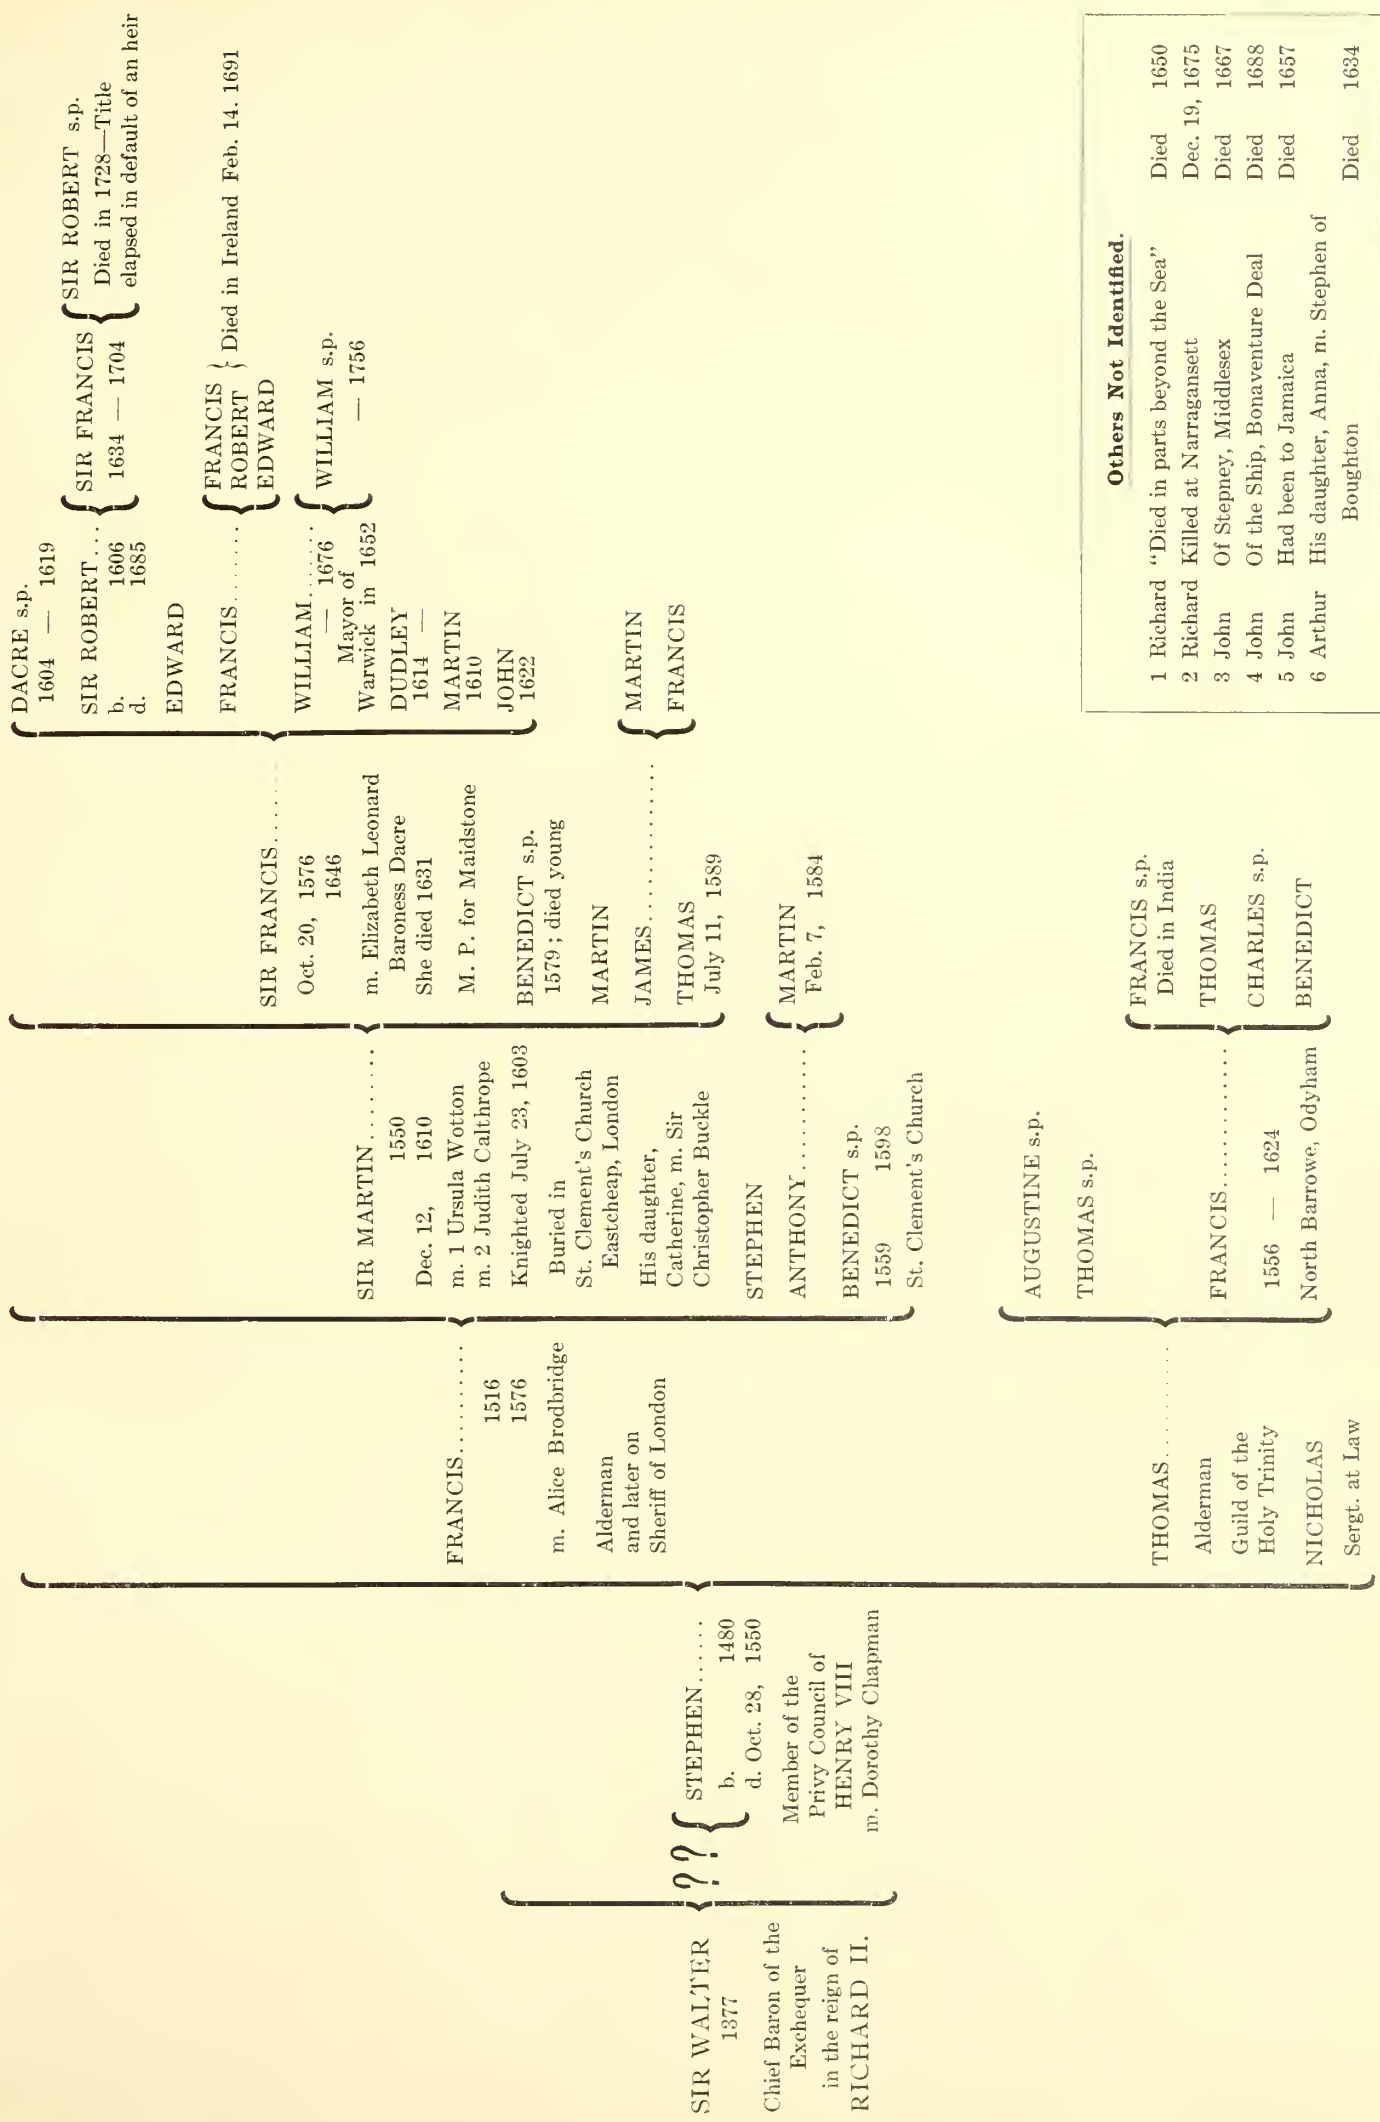 SIR WALTER
1377
Chief Baron of the
Exchequer
in the reign of
RICHARD II.
??
STEPHEN......
b. 1480
d. Oct. 28, 1550
Member of the
Privy Council of
HENRY VIII
m. Dorothy Chapman
FRANCIS..........
1516
1576
m. Alice Brodbridge
Alderman
and later on
Sheriff of London
THOMAS..........
Alderman
Guild of the
Holy Trinity
NICHOLAS
Sergt. at Law
SIR MARTIN........
1550
Dec. 12, 1610
m. 1 Ursula Wotton
m. 2 Judith Calthrope
Knighted July 23, 1603
Buried in
St. Clement's Church
Eastcheap, London
His daughter,
Catherine, m. Sir
Christopher Buckle
STEPHEN
ANTHONY...........
BENEDICT s.p.
1559 1598
St. Clement's Church
AUGUSTINE s.p.
THOMAS s.p.
FRANCIS............
1556 — 1624
North Barrowe, Odyham
SIR FRANCIS.......
Oct. 20, 1576
1646
m. Elizabeth Leonard
Baroness Dacre
She died 1631
M. P. for Maidstone
BENEDICT s.p.
1579; died young
MARTIN
JAMES..............
THOMAS
July 11, 1589
MARTIN
Feb. 7, 1584
FRANCIS s.p.
Died in India
THOMAS
CHARLES s.p.
BENEDICT
DACRE s.p.
1604 — 1619
SIR ROBERT...
b. 1606
d. 1685
EDWARD
FRANCIS.......
WILLIAM......
— 1676
Mayor of
Warwick in 1652
DUDLEY
1614 —
MARTIN
1610
JOHN
1622
MARTIN
FRANCIS
SIR FRANCIS
1634 — 1704
FRANCIS
ROBERT } Died in Ireland Feb. 14. 1691
EDWARD
WILLIAM s.p.
— 1756
SIR ROBERT s.p.
Died in 1728—Title
elapsed in default of an heir
Others Not Identified.
1 Richard “Died in parts beyond the Sea” Died 1650
2 Richard Killed at Narragansett Dec. 19, 1675
3 John Of Stepney, Middlesex Died 1667
4 John Of the Ship, Bonaventure Deal Died 1688
5 John Had been to Jamaica Died 1657
6 Arthur His daughter, Anna, m. Stephen of
Boughton Died 1634